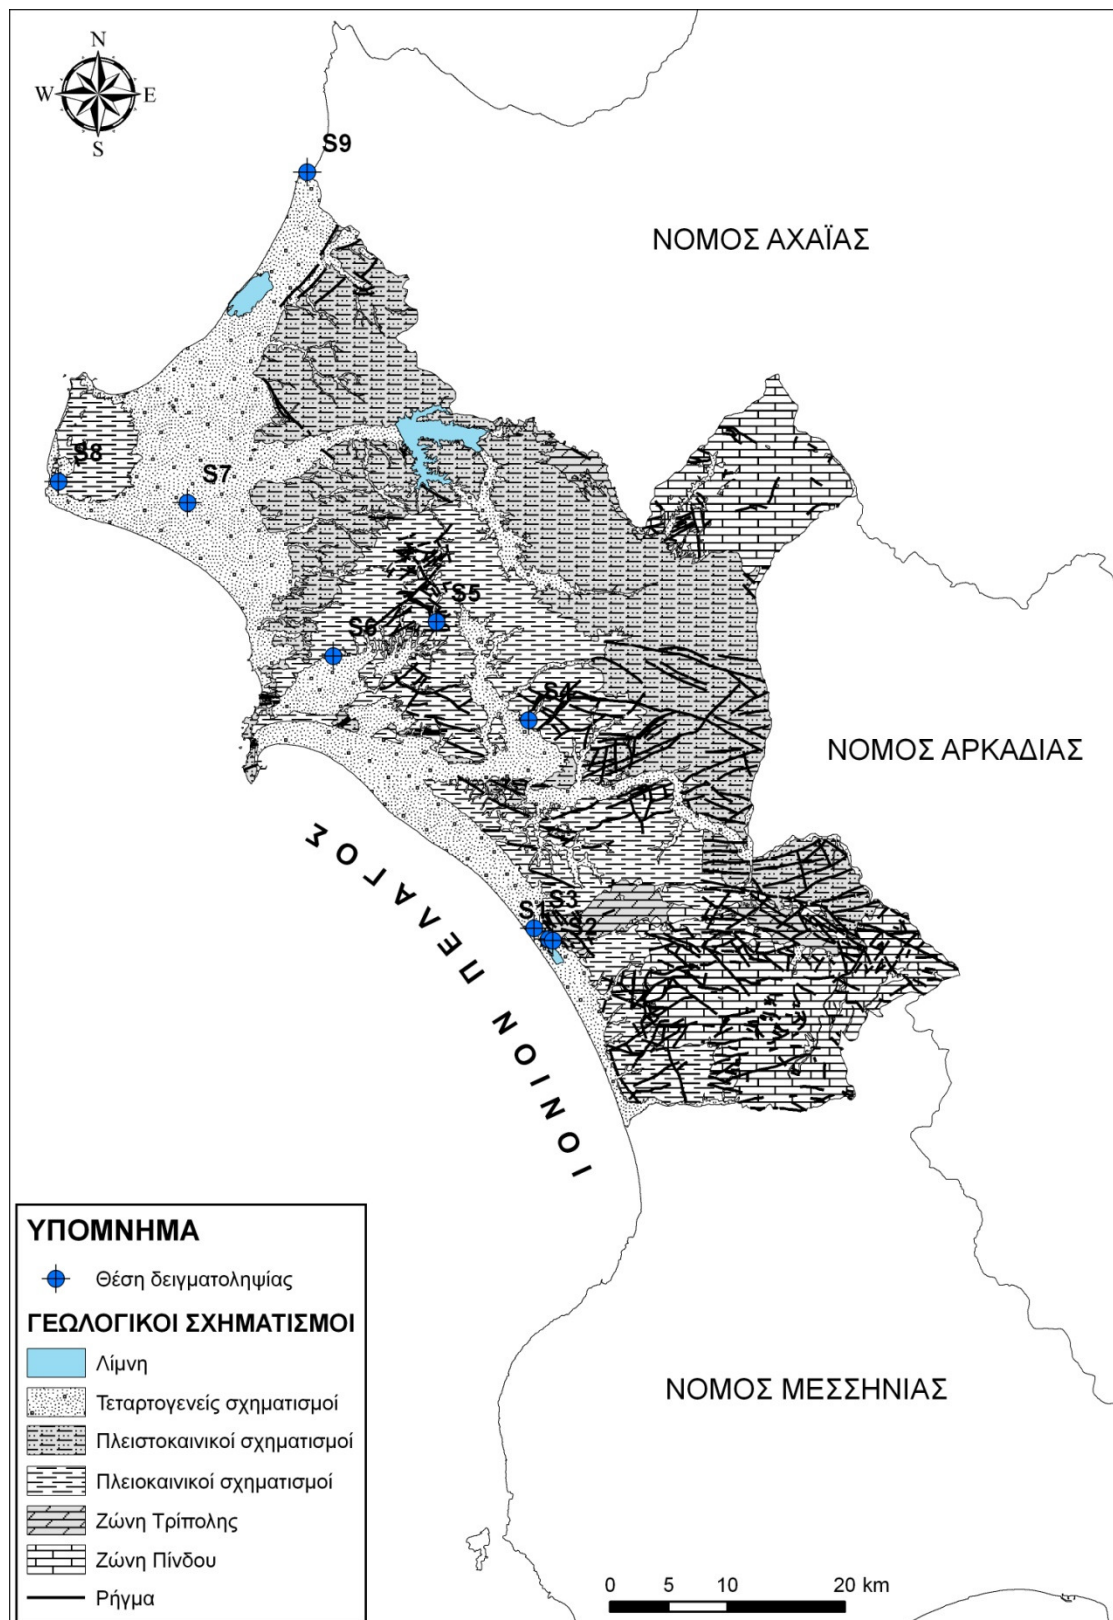 N
W E
S
S9
ΝΟΜΟΣ ΑΧΑΪΑΣ
S8
S7
S5
S6
S4
ΝΟΜΟΣ ΑΡΚΑΔΙΑΣ
S3
S1
S2
ΙΟΝΙΟΝ ΠΕΛΑΓΟΣ
ΥΠΟΜΝΗΜΑ
Θέση δειγματοληψίας
ΓΕΩΛΟΓΙΚΟΙ ΣΧΗΜΑΤΙΣΜΟΙ
Λίμνη
Τεταρτογενείς σχηματισμοί
Πλειστοκαινικοί σχηματισμοί
Πλειοκαινικοί σχηματισμοί
Ζώνη Τρίπολης
Ζώνη Πίνδου
Ρήγμα
ΝΟΜΟΣ ΜΕΣΣΗΝΙΑΣ
0 5 10 20 km